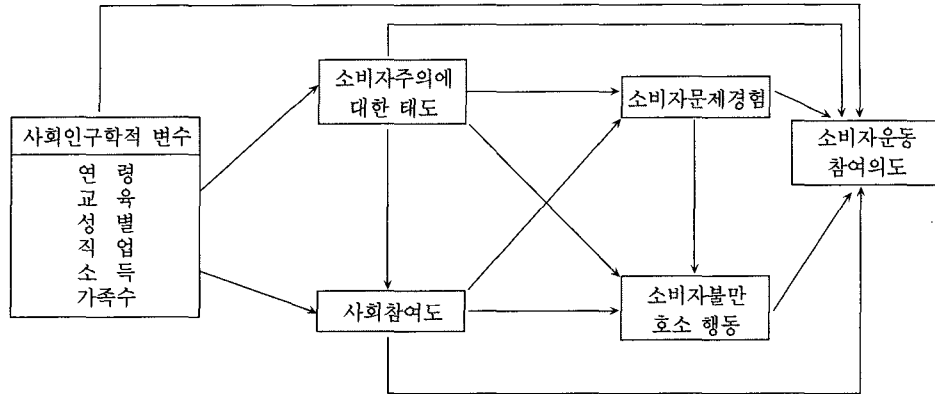 소비자주의에
대한 태도
소비자문제경험
사회인구학적 변수
연 령
교 육
성 별
직 업
소 득
가족수
소비자운동
참여의도
사회참여도
소비자불만
호소 행동